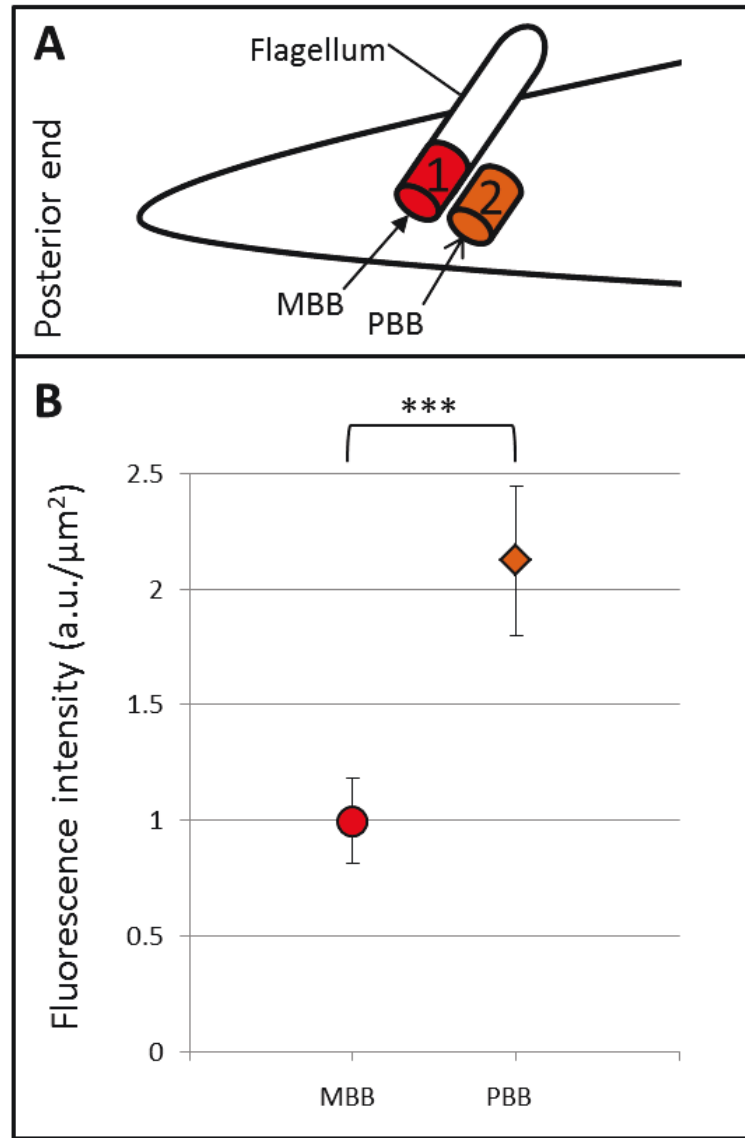 A
Flagellum
Posterior end
1
2
MBB
PBB
B
***
Fluorescence intensity (a.u./µm²)
2.5
2
1.5
1
0.5
0
MBB
PBB